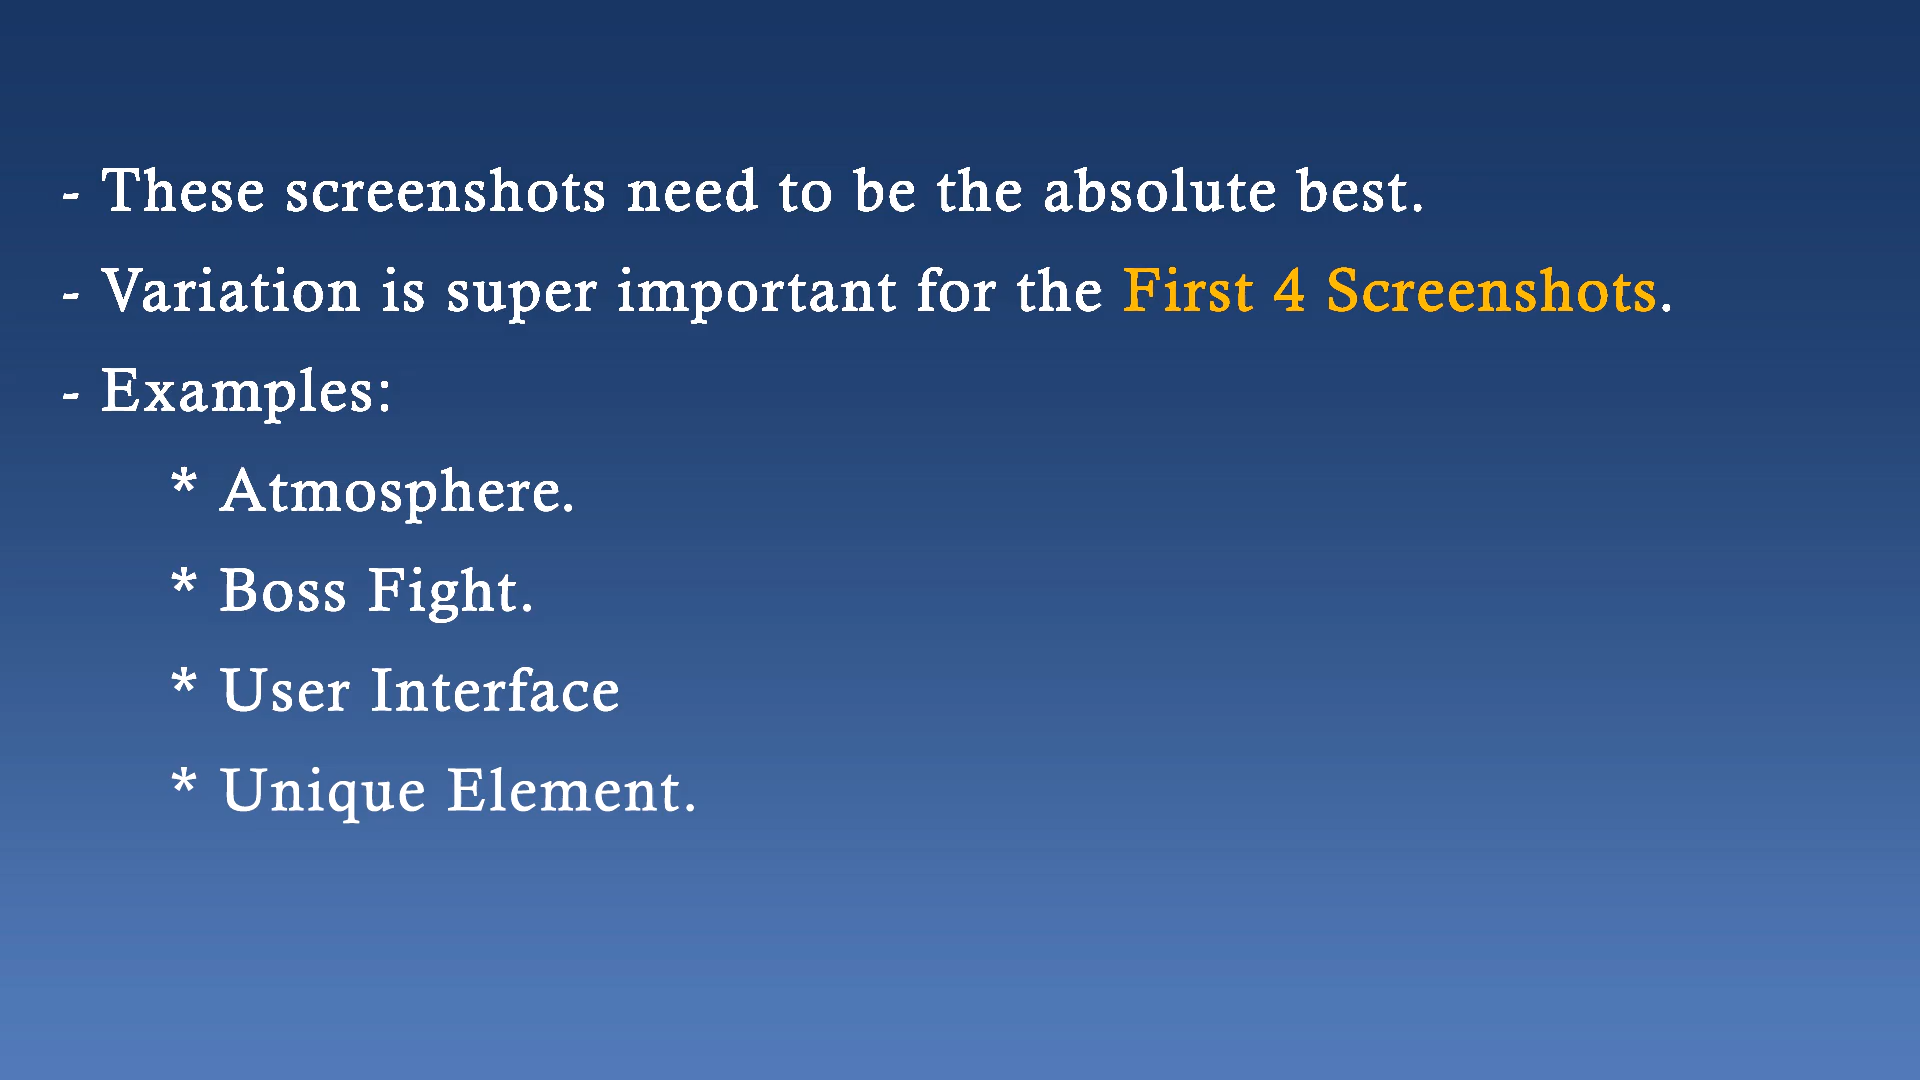 - These screenshots need to be the absolute best.
- Variation is super important for the First 4 Screenshots.
- Examples:
* Atmosphere.
* Boss Fight.
* User Interface
* Unique Element.